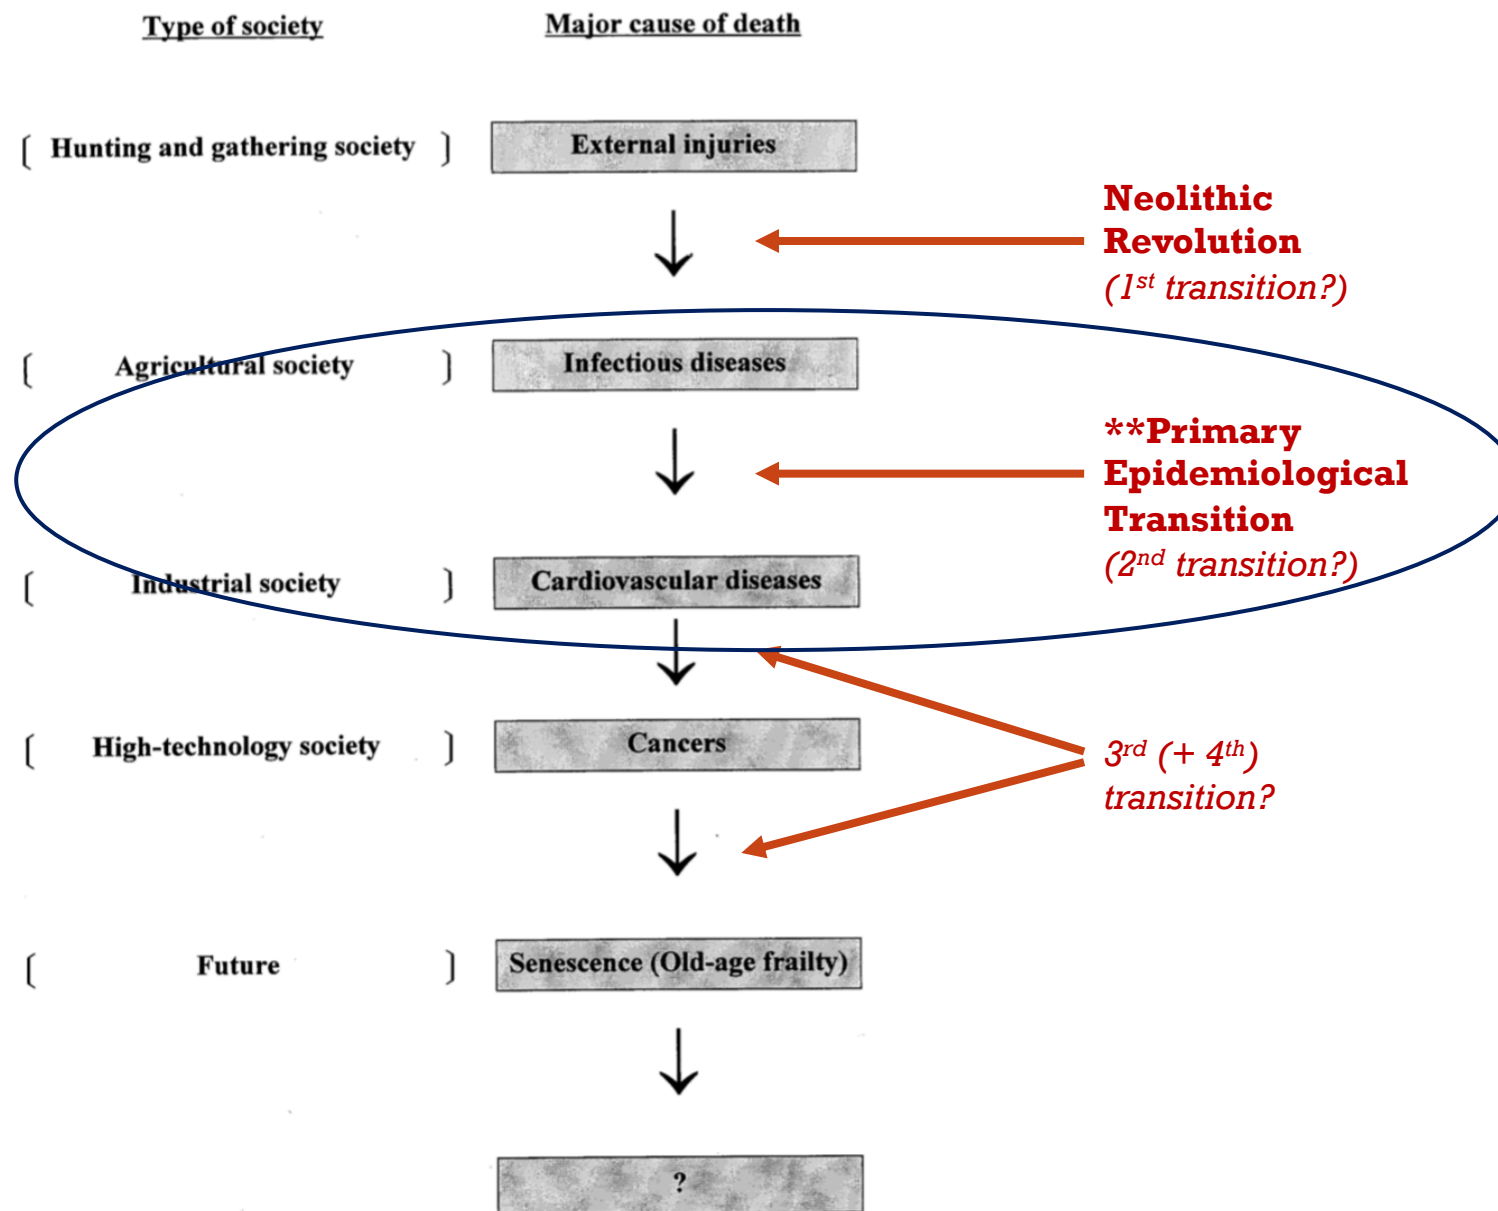 Type of society Major cause of death
[ Hunting and gathering society ] External injuries
Neolithic
Revolution
(1st transition?)
[ Agricultural society ] Infectious diseases
**Primary
Epidemiological
Transition
(2nd transition?)
[ Industrial society ] Cardiovascular diseases
[ High-technology society ] Cancers
3rd (+ 4th)
transition?
[ Future ] Senescence (Old-age frailty)
?